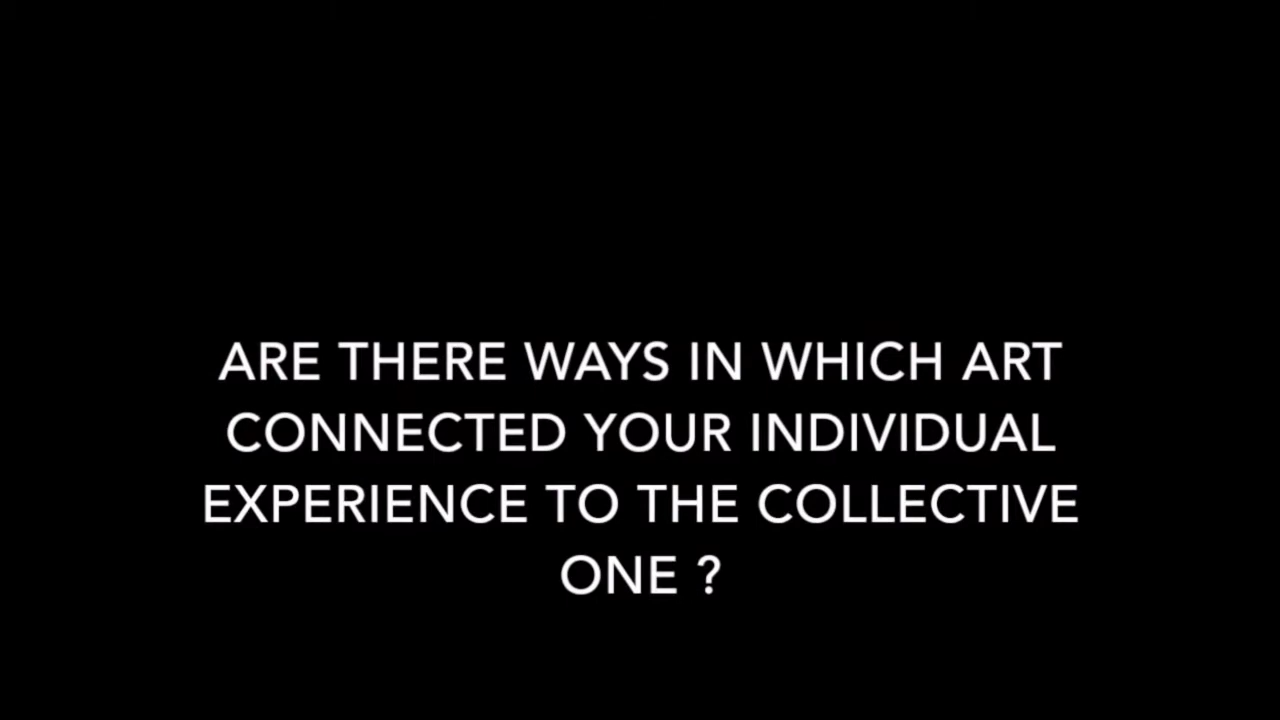 ARE THERE WAYS IN WHICH ART
CONNECTED YOUR INDIVIDUAL
EXPERIENCE TO THE COLLECTIVE
ONE ?